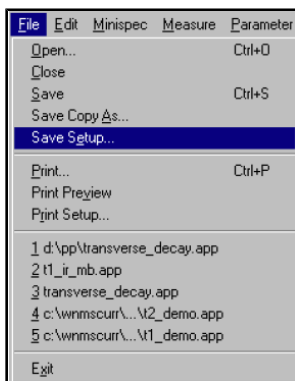 File Edit Minispec Measure Parameter
Open... Ctrl+O
Close
Save Ctrl+S
Save Copy As...
Save Setup...
Print... Ctrl+P
Print Preview
Print Setup...
1 d:\pp\transverse_decay.app
2 t1_ir_mb.app
3 transverse_decay.app
4 c:\wnmscurr\...\t2_demo.app
5 c:\wnmscurr\...\t1_demo.app
Exit